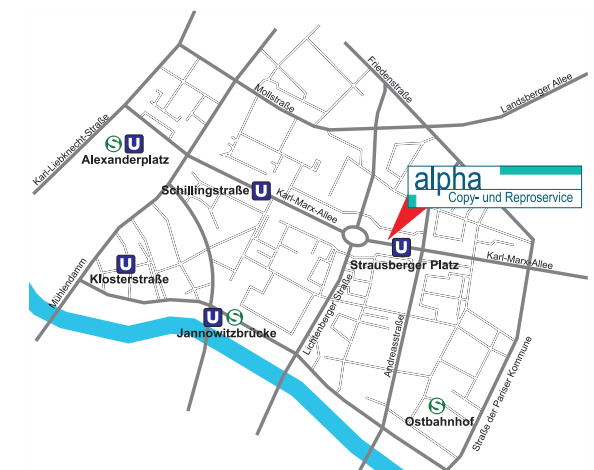 Friedenstraße
Landsberger Allee
Mollstraße
Karl-Liebknecht-Straße
S U
Alexanderplatz
alpha
Copy- und Reproservice
Schillingstraße U
Karl-Marx-Allee
U
Strausberger Platz
Karl-Marx-Allee
U
Klosterstraße
Mühlendamm
U S
Jannowitzbrücke
Lichtenberger Straße
Andreasstraße
Straße der Pariser Kommune
S
Ostbahnhof